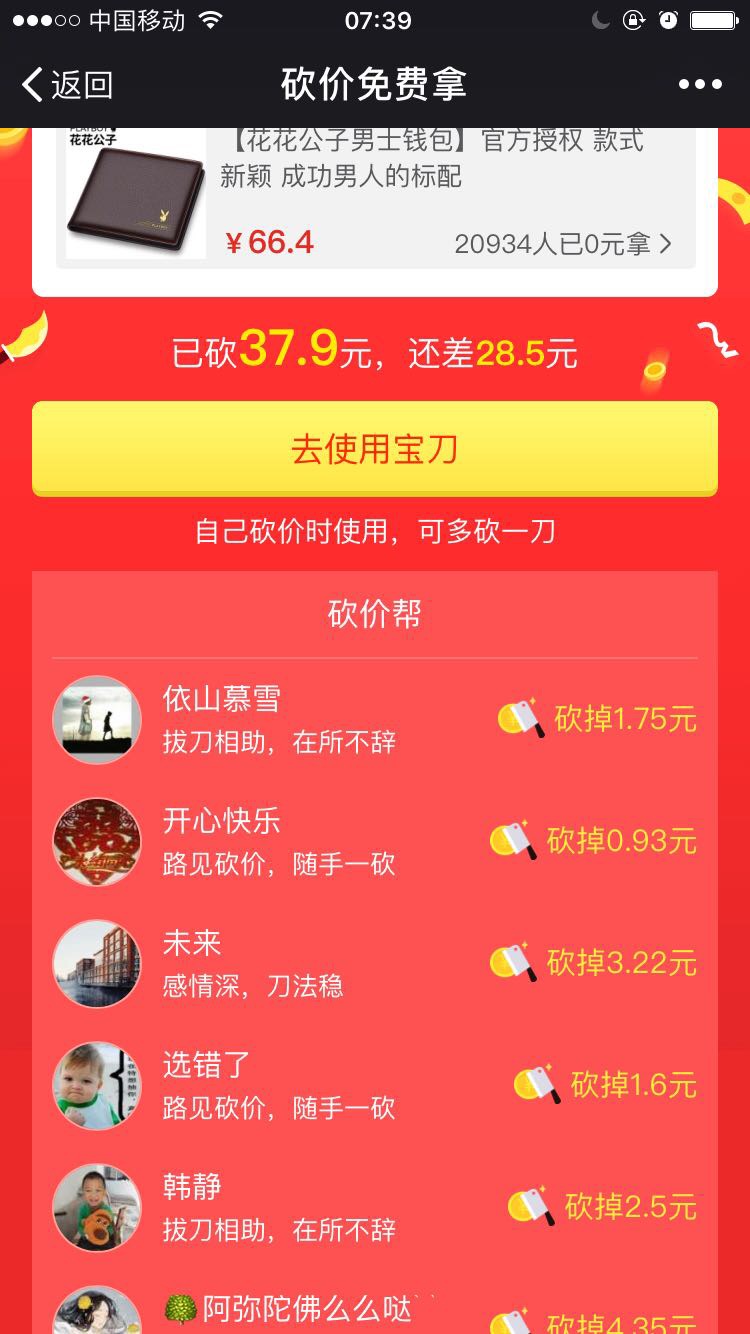 中国移动
07:39
返回
砍价免费拿
PLAYBOY
花花公子
【花花公子男士钱包】官方授权 款式
新颖 成功男人的标配
¥66.4
20934人已0元拿
已砍37.9元，还差28.5元
去使用宝刀
自己砍价时使用，可多砍一刀
砍价帮
依山慕雪
砍掉1.75元
拔刀相助，在所不辞
开心快乐
砍掉0.93元
路见砍价，随手一砍
未来
砍掉3.22元
感情深，刀法稳
选错了
砍掉1.6元
路见砍价，随手一砍
韩静
砍掉2.5元
拔刀相助，在所不辞
阿弥陀佛么么哒
砍掉4.35元